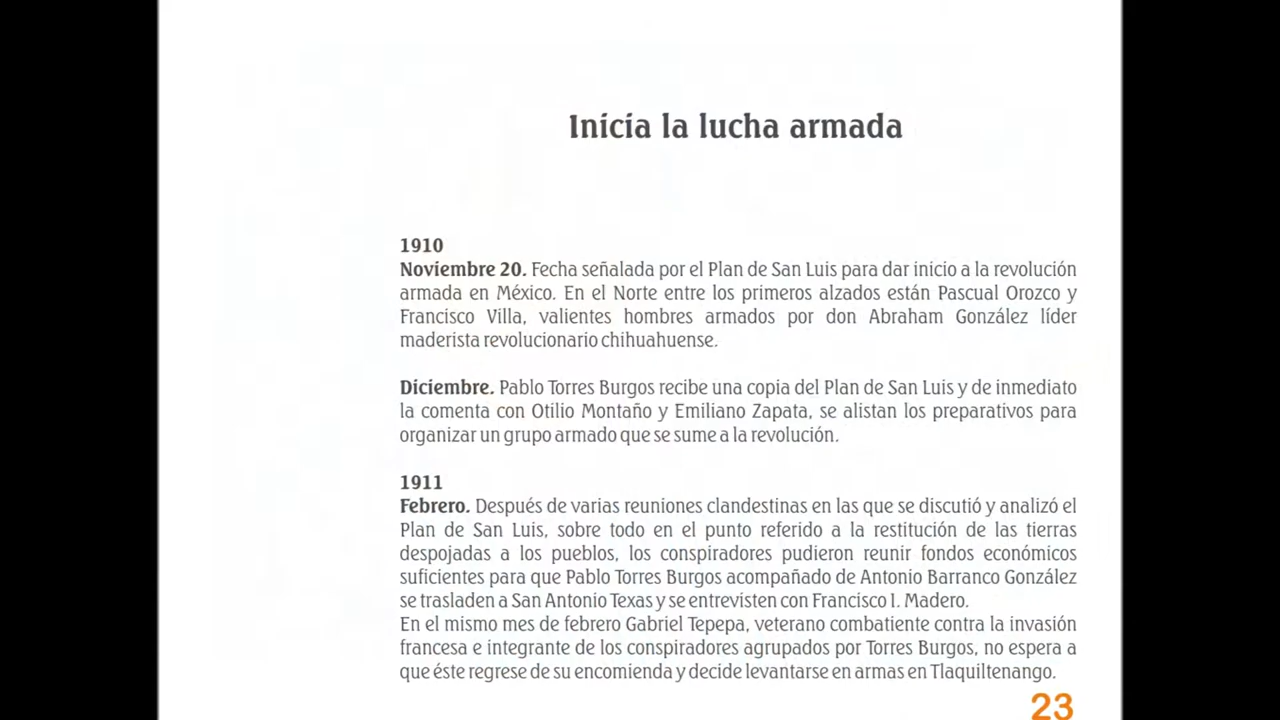 Inicia la lucha armada
1910
Noviembre 20. Fecha señalada por el Plan de San Luis para dar inicio a la revolución
armada en México. En el Norte entre los primeros alzados están Pascual Orozco y
Francisco Villa, valientes hombres armados por don Abraham González líder
maderista revolucionario chihuahuense.
Diciembre. Pablo Torres Burgos recibe una copia del Plan de San Luis y de inmediato
la comenta con Otilio Montaño y Emiliano Zapata, se alistan los preparativos para
organizar un grupo armado que se sume a la revolución.
1911
Febrero. Después de varias reuniones clandestinas en las que se discutió y analizó el
Plan de San Luis, sobre todo en el punto referido a la restitución de las tierras
despojadas a los pueblos, los conspiradores pudieron reunir fondos económicos
suficientes para que Pablo Torres Burgos acompañado de Antonio Barranco González
se trasladen a San Antonio Texas y se entrevisten con Francisco I. Madero.
En el mismo mes de febrero Gabriel Tepepa, veterano combatiente contra la invasión
francesa e integrante de los conspiradores agrupados por Torres Burgos, no espera a
que éste regrese de su encomienda y decide levantarse en armas en Tlaquiltenango.
23